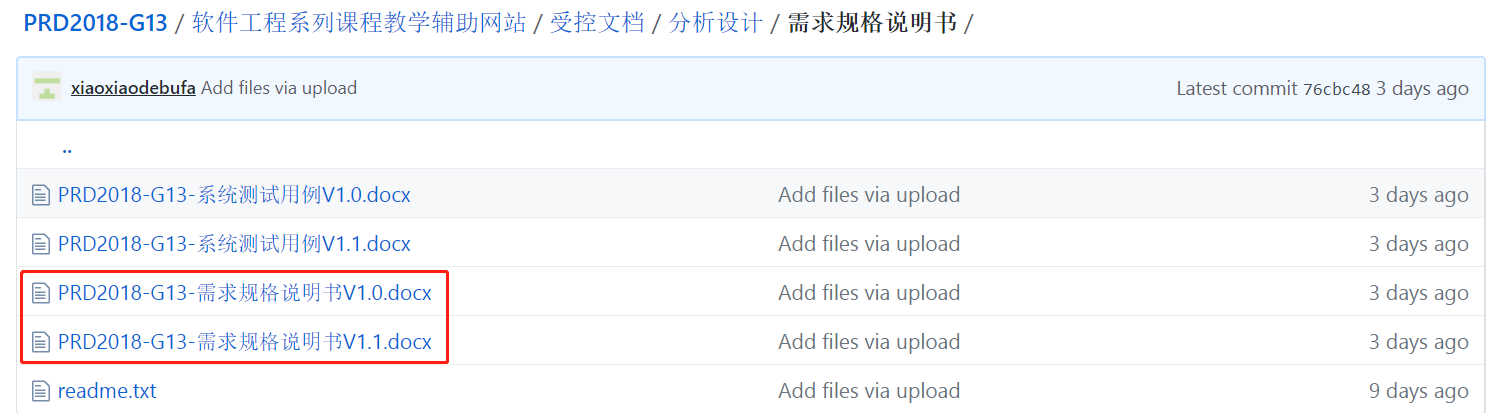 PRD2018-G13 / 软件工程系列课程教学辅助网站 / 受控文档 / 分析设计 / 需求规格说明书 /
xiaoxiaodebufa Add files via upload Latest commit 76cbc48 3 days ago
..
PRD2018-G13-系统测试用例V1.0.docx Add files via upload 3 days ago
PRD2018-G13-系统测试用例V1.1.docx Add files via upload 3 days ago
PRD2018-G13-需求规格说明书V1.0.docx Add files via upload 3 days ago
PRD2018-G13-需求规格说明书V1.1.docx Add files via upload 3 days ago
readme.txt Add files via upload 9 days ago